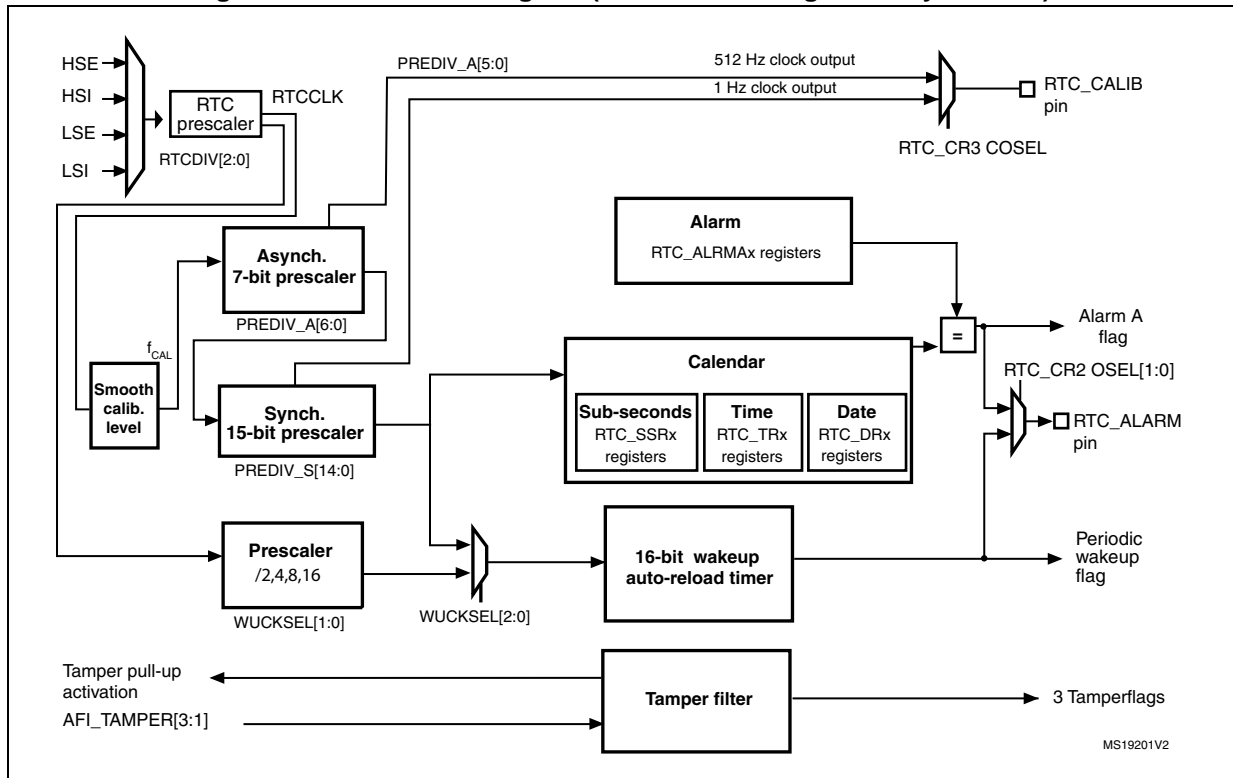 HSE
HSI
LSE
LSI
RTC
prescaler
RTCCLK
RTCDIV[2:0]
PREDIV_A[5:0]
512 Hz clock output
1 Hz clock output
RTC_CALIB
pin
RTC_CR3 COSEL
Asynch.
7-bit prescaler
PREDIV_A[6:0]
Alarm
RTC_ALRMAx registers
=
Alarm A
flag
fCAL
Smooth
calib.
level
Synch.
15-bit prescaler
PREDIV_S[14:0]
Calendar
Sub-seconds
RTC_SSRx
registers
Time
RTC_TRx
registers
Date
RTC_DRx
registers
RTC_CR2 OSEL[1:0]
RTC_ALARM
pin
Prescaler
/2,4,8,16
WUCKSEL[1:0]
WUCKSEL[2:0]
16-bit wakeup
auto-reload timer
Periodic
wakeup
flag
Tamper pull-up
activation
AFI_TAMPER[3:1]
Tamper filter
3 Tamperflags
MS19201V2